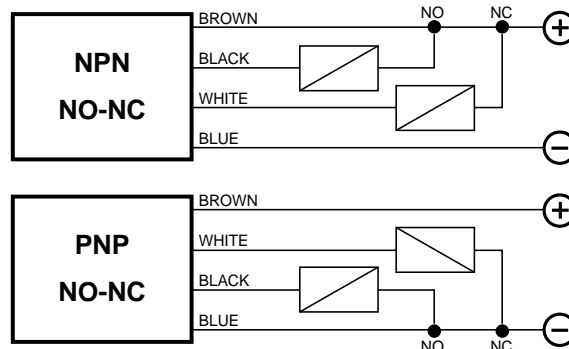 BROWN NO NC
NPN
NO-NC
BLACK
WHITE
BLUE
+
−
BROWN
PNP
NO-NC
WHITE
BLACK
BLUE
+
−
NO NC